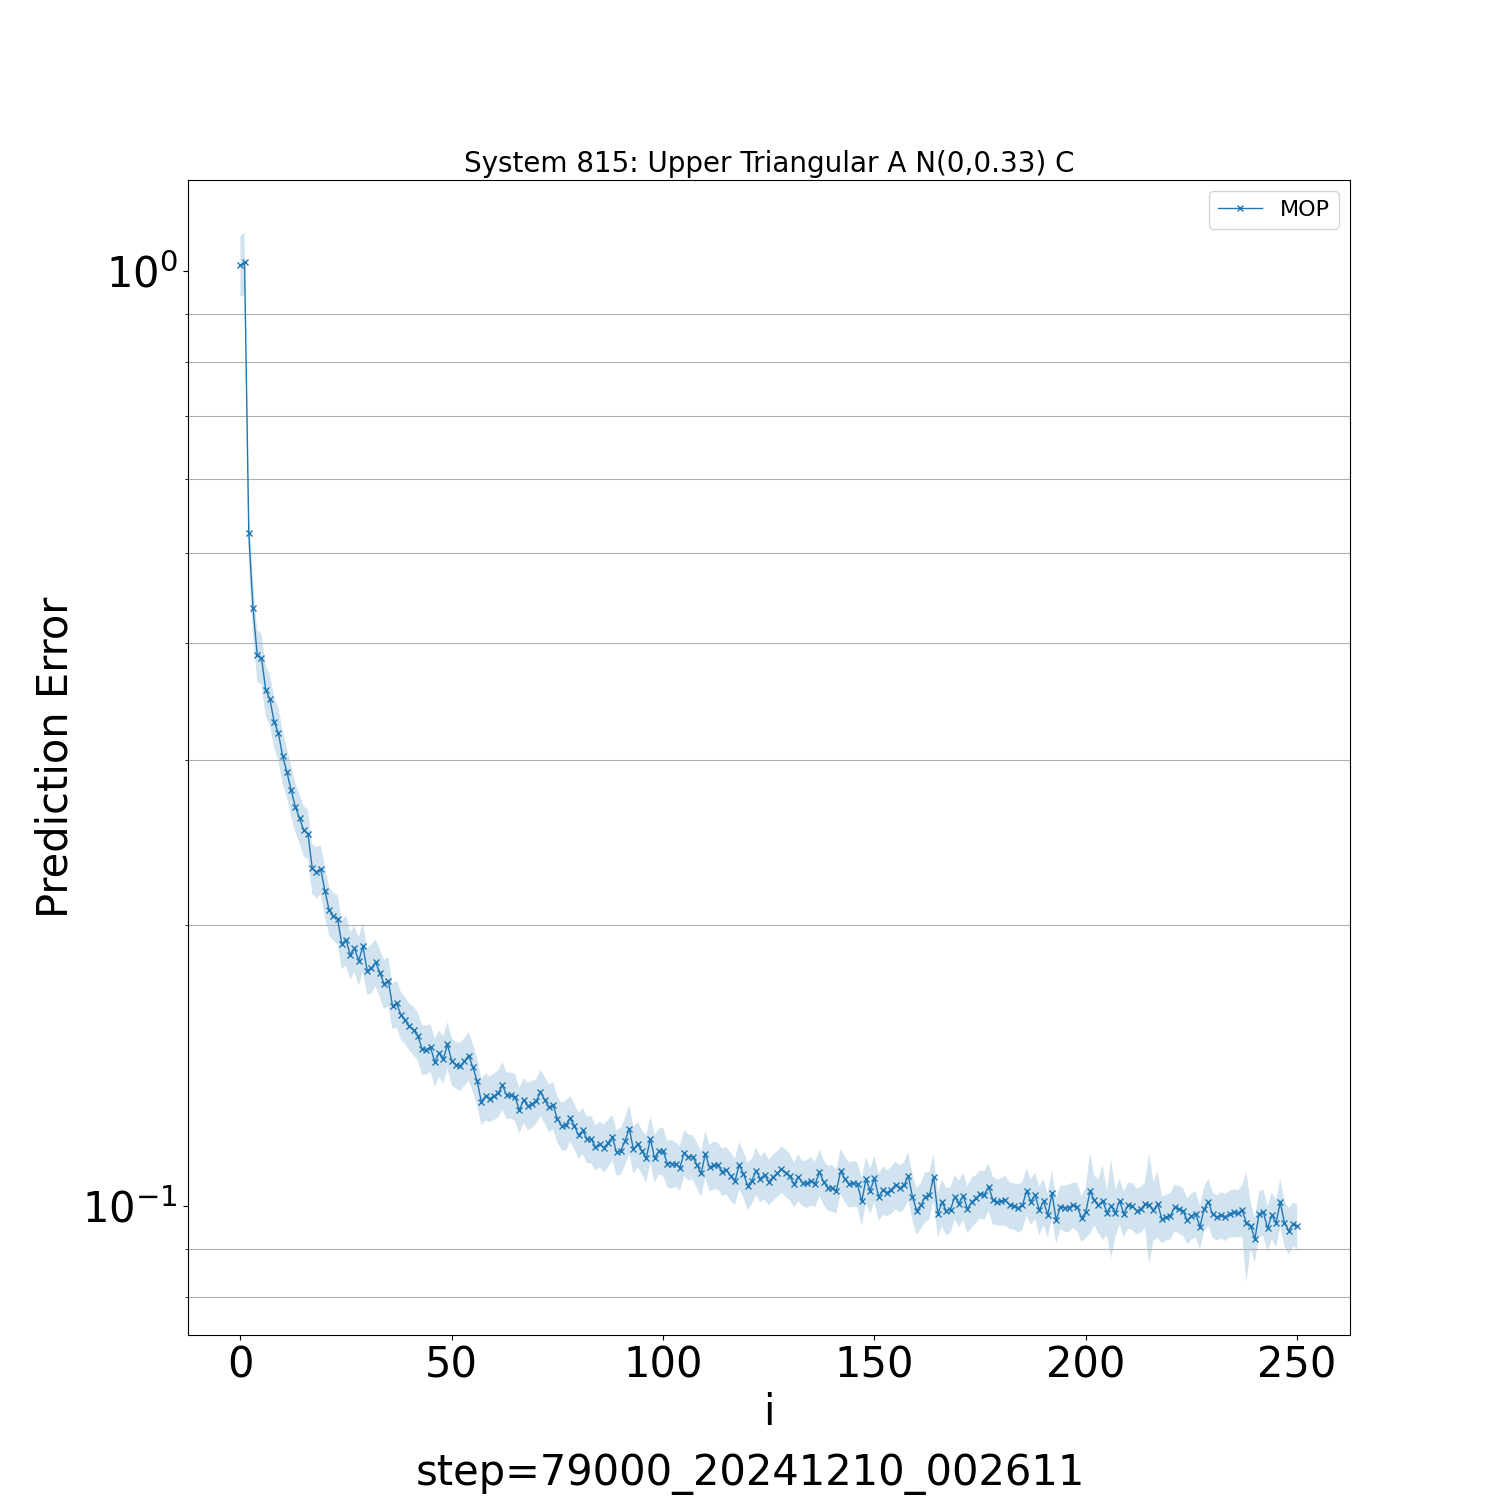 System 815: Upper Triangular A N(0,0.33) C
MOP
10⁰
10⁻¹
Prediction Error
0 50 100 150 200 250
i
step=79000_20241210_002611